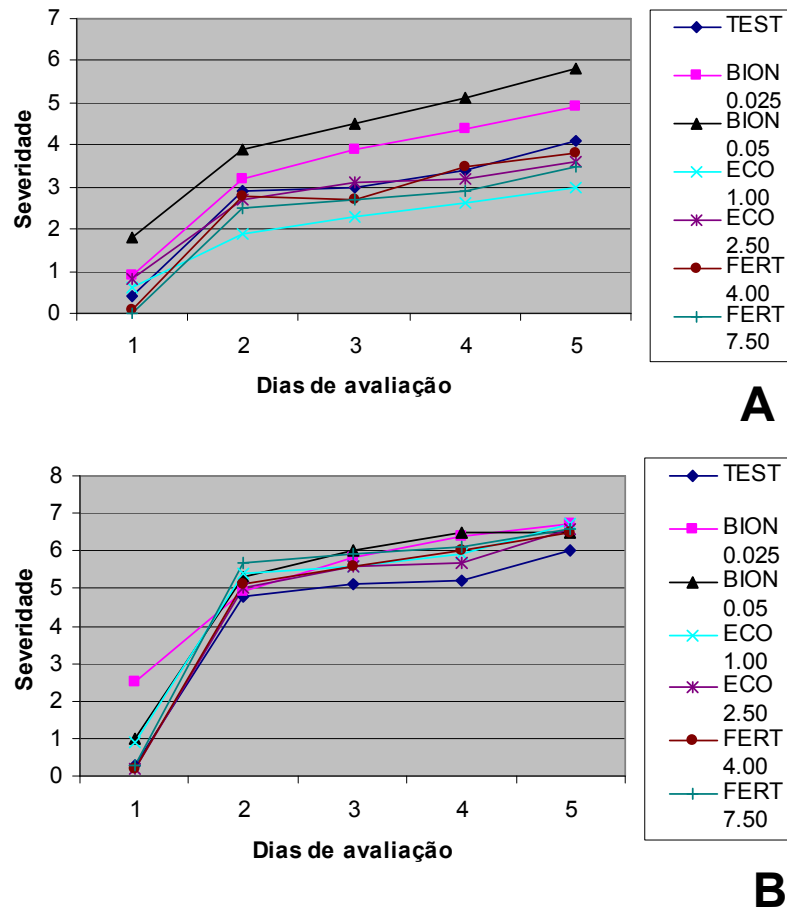 7
6
5
4
3
2
1
0
Severidade
1 2 3 4 5
Dias de avaliação
TEST
BION
0.025
BION
0.05
ECO
1.00
ECO
2.50
FERT
4.00
FERT
7.50
A
8
7
6
5
4
3
2
1
0
Severidade
1 2 3 4 5
Dias de avaliação
TEST
BION
0.025
BION
0.05
ECO
1.00
ECO
2.50
FERT
4.00
FERT
7.50
B